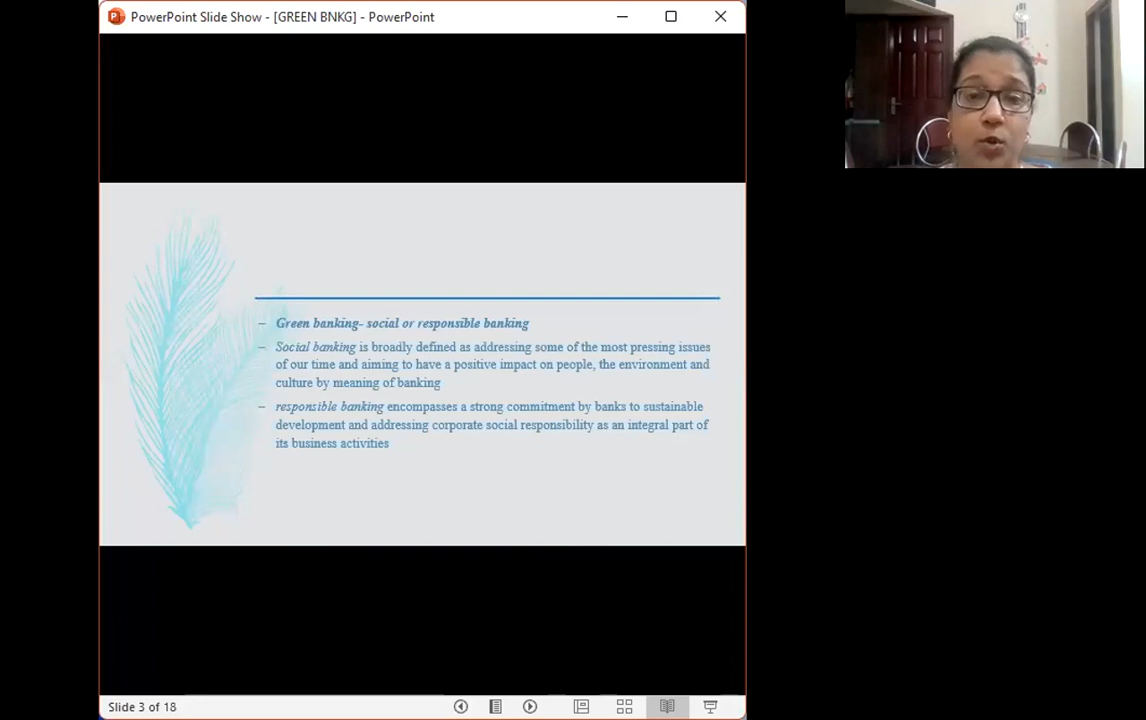 PowerPoint Slide Show - [GREEN BNKG] - PowerPoint
– Green banking- social or responsible banking
– Social banking is broadly defined as addressing some of the most pressing issues
of our time and aiming to have a positive impact on people, the environment and
culture by meaning of banking
– responsible banking encompasses a strong commitment by banks to sustainable
development and addressing corporate social responsibility as an integral part of
its business activities
Slide 3 of 18